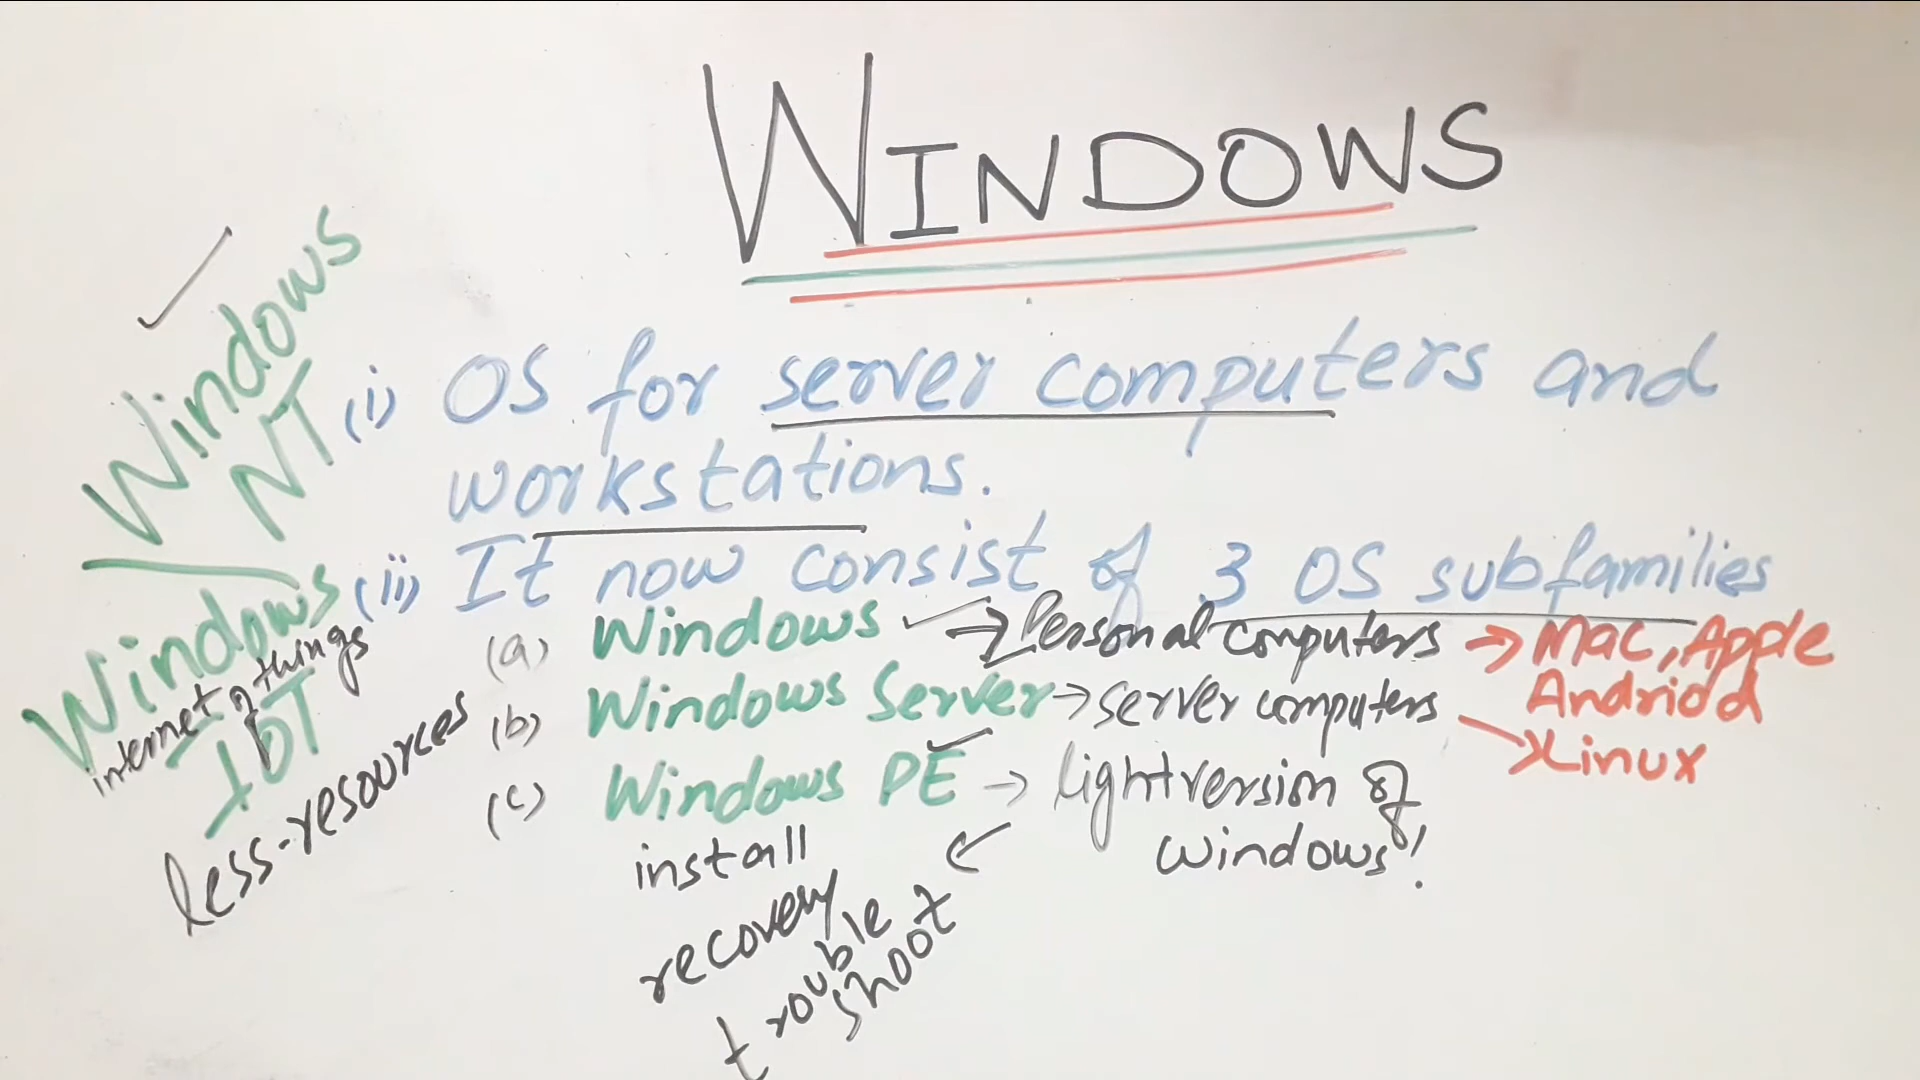 WINDOWS
Windows
NT
(i) OS for server computers and
workstations.
(ii) It now consist of 3 OS subfamilies
(a) Windows → Personal computers → Mac, Apple
Andriod
(b) Windows Server → server computers → Linux
(c) Windows PE → lightversion of
windows!
install
recovery
trouble
shoot
Windows
IOT
internet of things
less-resources